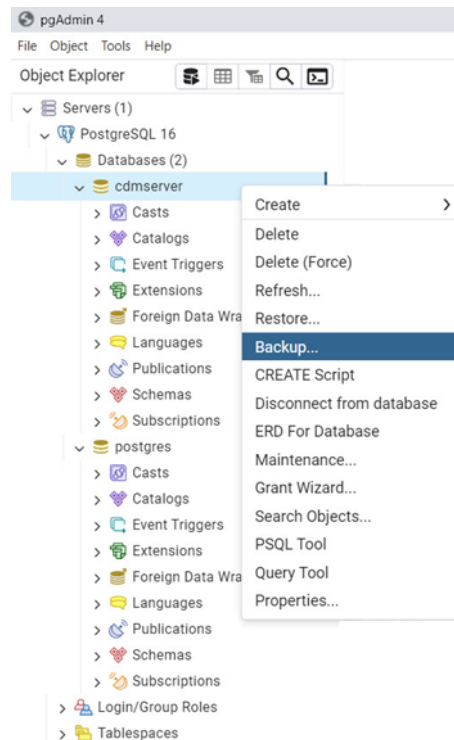 pgAdmin 4
File Object Tools Help
Object Explorer
Servers (1)
PostgreSQL 16
Databases (2)
cdmserver
Casts
Catalogs
Event Triggers
Extensions
Foreign Data Wra
Languages
Publications
Schemas
Subscriptions
postgres
Casts
Catalogs
Event Triggers
Extensions
Foreign Data Wra
Languages
Publications
Schemas
Subscriptions
Login/Group Roles
Tablespaces
Create
Delete
Delete (Force)
Refresh...
Restore...
Backup...
CREATE Script
Disconnect from database
ERD For Database
Maintenance...
Grant Wizard...
Search Objects...
PSQL Tool
Query Tool
Properties...